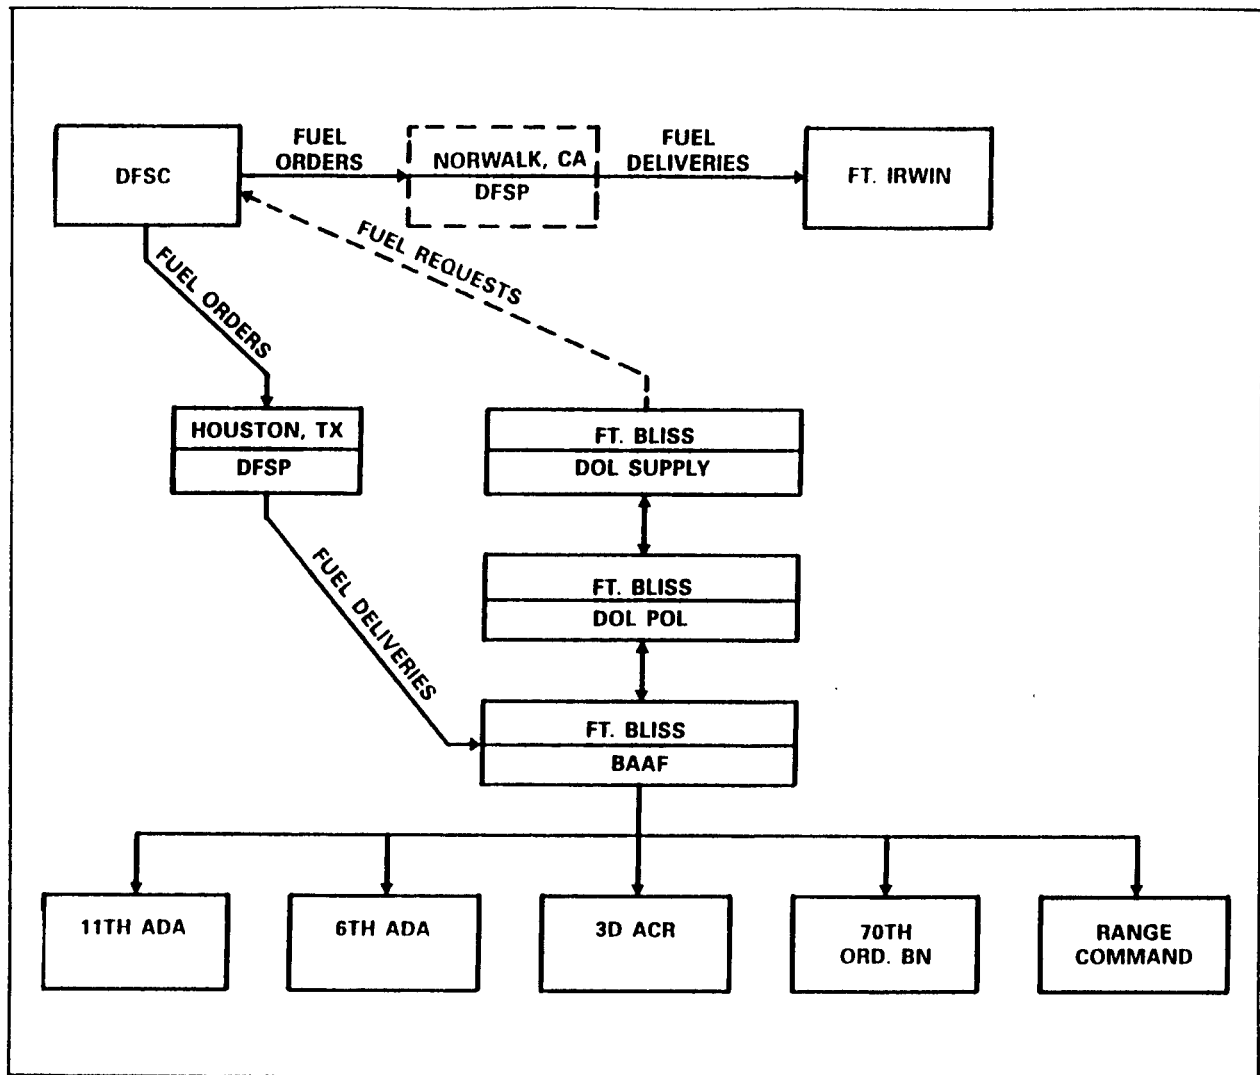 DFSC
FUEL
ORDERS
NORWALK, CA
DFSP
FUEL
DELIVERIES
FT. IRWIN
FUEL REQUESTS
FUEL ORDERS
HOUSTON, TX
DFSP
FT. BLISS
DOL SUPPLY
FT. BLISS
DOL POL
FUEL DELIVERIES
FT. BLISS
BAAF
11TH ADA
6TH ADA
3D ACR
70TH
ORD. BN
RANGE
COMMAND